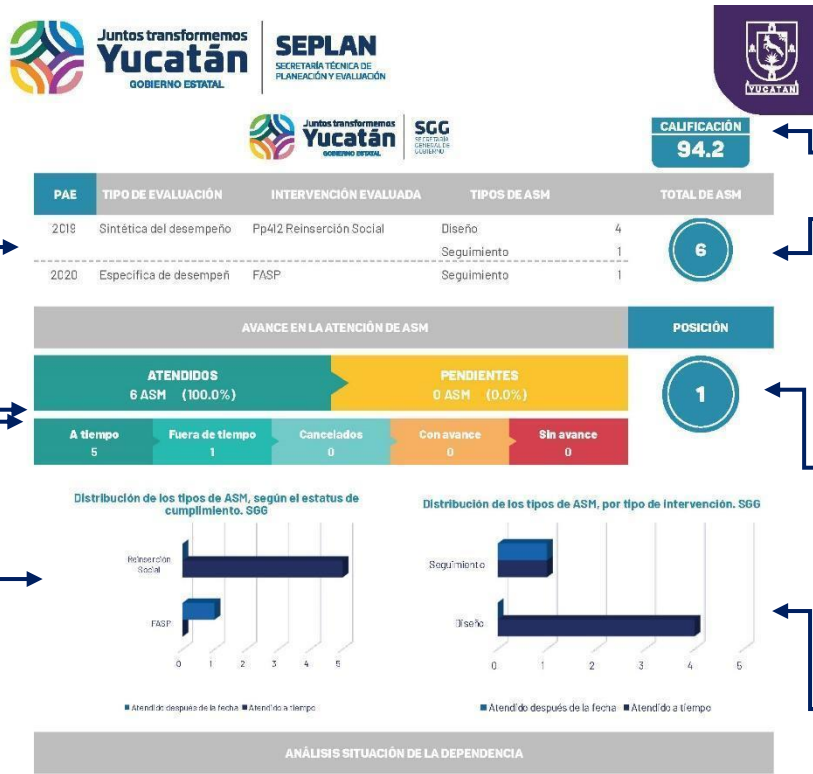 Juntos transformemos
Yucatán
GOBIERNO ESTATAL
SEPLAN
SECRETARÍA TÉCNICA DE
PLANEACIÓN Y EVALUACIÓN
YUCATAN
Juntos transformemos
Yucatán
GOBIERNO ESTATAL
SGG
SECRETARÍA
GENERAL DE
GOBIERNO
CALIFICACIÓN
94.2
PAE TIPO DE EVALUACIÓN INTERVENCIÓN EVALUADA TIPOS DE ASM TOTAL DE ASM
2019 Sintética del desempeño Pp412 Reinserción Social Diseño 4
Seguimiento 1
6
2020 Especifica de desempeñ FASP Seguimiento 1
AVANCE EN LA ATENCIÓN DE ASM POSICIÓN
ATENDIDOS
6 ASM (100.0%)
PENDIENTES
0 ASM (0.0%)
1
A tiempo Fuera de tiempo Cancelados Con avance Sin avance
5 1 0 0 0
Distribución de los tipos de ASM, según el estatus de
cumplimiento. SGG
Reinserción
Social
FASP
0 1 2 3 4 5
Atendido después de la fecha Atendido a tiempo
Distribución de los tipos de ASM, por tipo de intervención. SGG
Seguimiento
Diseño
0 1 2 3 4 5
Atendido después de la fecha Atendido a tiempo
ANÁLISIS SITUACIÓN DE LA DEPENDENCIA